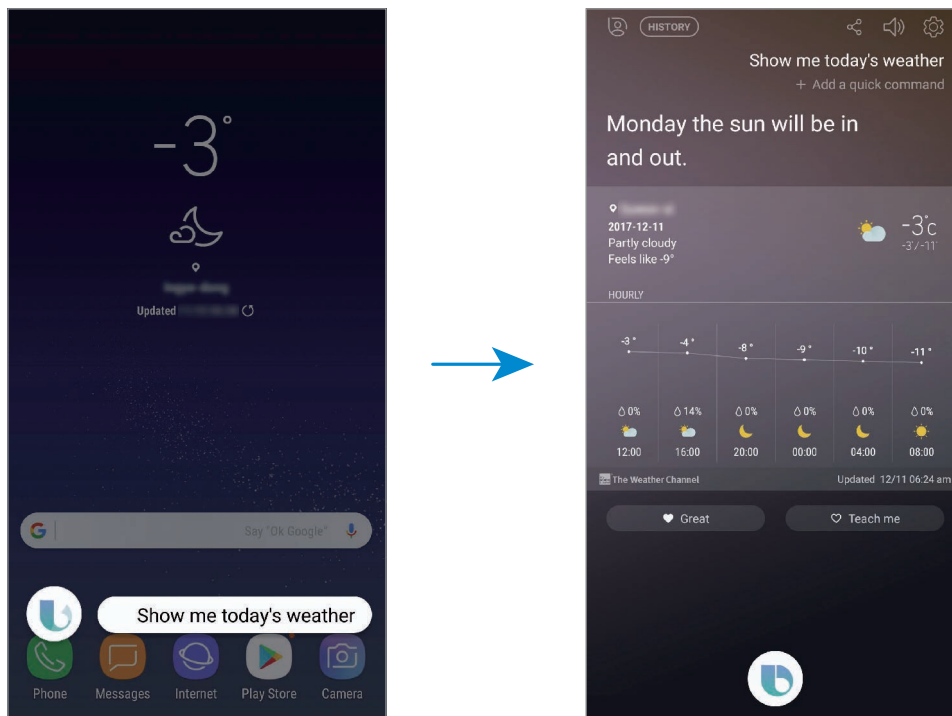 -3°
Updated
G
Say "Ok Google"
Show me today's weather
Phone Messages Internet Play Store Camera
HISTORY
Show me today's weather
+ Add a quick command
Monday the sun will be in
and out.
2017-12-11
Partly cloudy
Feels like -9°
-3°c
-3°/-11°
HOURLY
-3° -4° -8° -9° -10° -11°
0% 14% 0% 0% 0% 0%
12:00 16:00 20:00 00:00 04:00 08:00
The Weather Channel Updated 12/11 06:24 am
Great Teach me